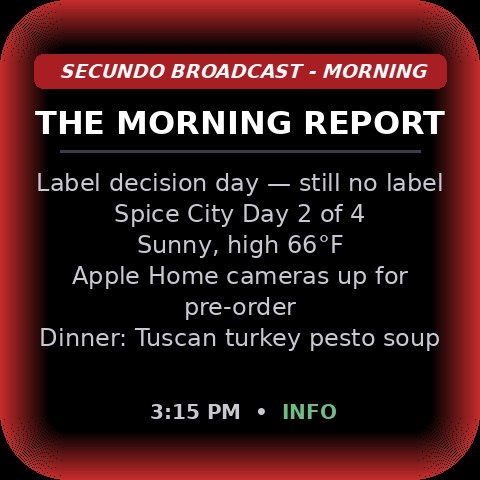 SECUNDO BROADCAST - MORNING
THE MORNING REPORT
Label decision day — still no label
Spice City Day 2 of 4
Sunny, high 66°F
Apple Home cameras up for
pre-order
Dinner: Tuscan turkey pesto soup
3:15 PM • INFO